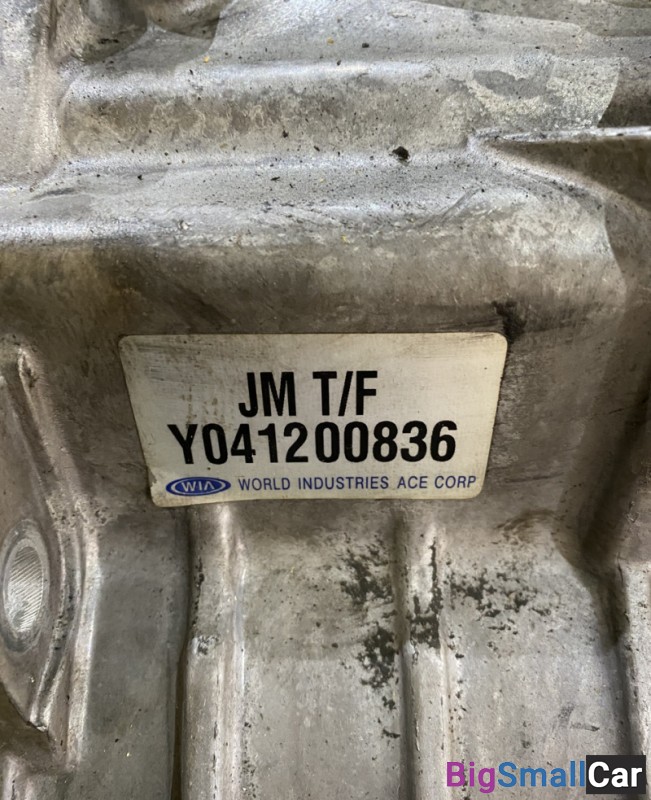 JM T/F
Y041200836
WIA WORLD INDUSTRIES ACE CORP
BigSmallCar